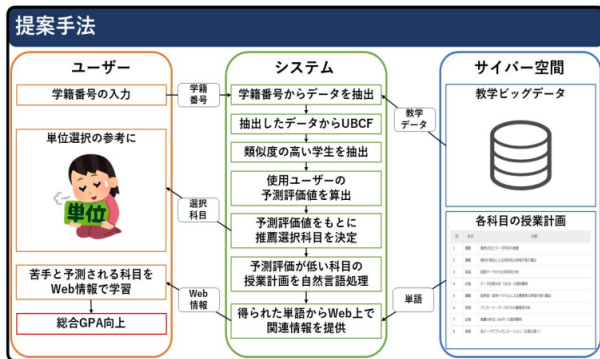 提案手法
ユーザー
学籍番号の入力
単位選択の参考に
単位
苦手と予測される科目を
Web情報で学習
総合GPA向上
学籍
番号
選択
科目
Web
情報
システム
学籍番号からデータを抽出
抽出したデータからUBCF
類似度の高い学生を抽出
使用ユーザーの
予測評価値を算出
予測評価値をもとに
推薦選択科目を決定
予測評価が低い科目の
授業計画を自然言語処理
得られた単語からWeb上で
関連情報を提供
教学
データ
単語
サイバー空間
教学ビッグデータ
各科目の授業計画